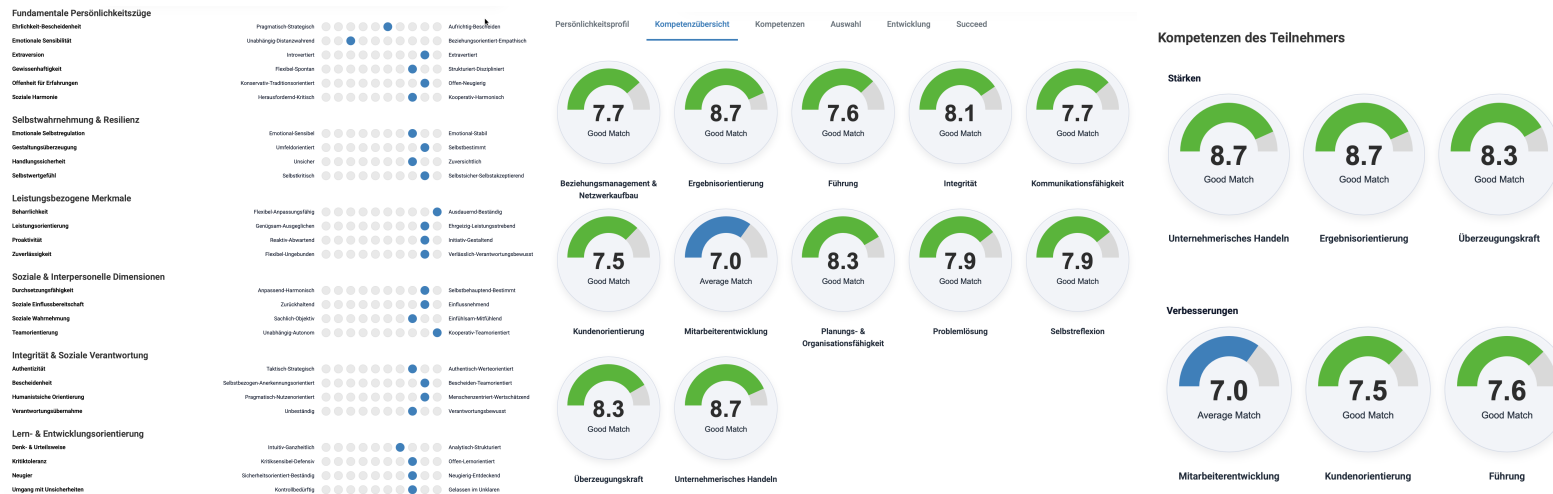 Fundamentale Persönlichkeitszüge
Ehrlichkeit-Bescheidenheit Pragmatisch-Strategisch Aufrichtig-Bescheiden
Emotionale Sensibilität Unabhängig-Distanzwahrend Beziehungsorientiert-Empathisch
Extraversion Introvertiert Extravertiert
Gewissenhaftigkeit Flexibel-Spontan Strukturiert-Diszipliniert
Offenheit für Erfahrungen Konservativ-Traditionsorientiert Offen-Neugierig
Soziale Harmonie Herausfordernd-Kritisch Kooperativ-Harmonisch
Selbstwahrnehmung & Resilienz
Emotionale Selbstregulation Emotional-Sensibel Emotional-Stabil
Gestaltungsüberzeugung Umfeldorientiert Selbstbestimmt
Handlungssicherheit Unsicher Zuversichtlich
Selbstwertgefühl Selbstkritisch Selbstsicher-Selbstakzeptierend
Leistungsbezogene Merkmale
Beharrlichkeit Flexibel-Anpassungsfähig Ausdauernd-Beständig
Leistungsorientierung Genügsam-Ausgeglichen Ehrgeizig-Leistungsstrebend
Proaktivität Reaktiv-Abwartend Initiativ-Gestaltend
Zuverlässigkeit Flexibel-Ungebunden Verlässlich-Verantwortungsbewusst
Soziale & Interpersonelle Dimensionen
Durchsetzungsfähigkeit Anpassend-Harmonisch Selbstbehauptend-Bestimmt
Soziale Einflussbereitschaft Zurückhaltend Einflussnehmend
Soziale Wahrnehmung Sachlich-Objektiv Einfühlsam-Mitfühlend
Teamorientierung Unabhängig-Autonom Kooperativ-Teamorientiert
Integrität & Soziale Verantwortung
Authentizität Taktisch-Strategisch Authentisch-Werteorientiert
Bescheidenheit Selbstbezogen-Anerkennungsorientiert Bescheiden-Teamorientiert
Humanistsiche Orientierung Pragmatisch-Nutzenorientiert Menschenzentriert-Wertschätzend
Verantwortungsübernahme Unbeständig Verantwortungsbewusst
Lern- & Entwicklungsorientierung
Denk- & Urteilsweise Intuitiv-Ganzheitlich Analytisch-Strukturiert
Kritiktoleranz Kritiksensibel-Defensiv Offen-Lernorientiert
Neugier Sicherheitsorientiert-Beständig Neugierig-Entdeckend
Umgang mit Unsicherheiten Kontrollbedürftig Gelassen im Unklaren
Persönlichkeitsprofil Kompetenzübersicht Kompetenzen Auswahl Entwicklung Succeed
7.7 8.7 7.6 8.1 7.7
Good Match Good Match Good Match Good Match Good Match
Beziehungsmanagement & Ergebnisorientierung Führung Integrität Kommunikationsfähigkeit
Netzwerkaufbau
7.5 7.0 8.3 7.9 7.9
Good Match Average Match Good Match Good Match Good Match
Kundenorientierung Mitarbeiterentwicklung Planungs- & Problemlösung Selbstreflexion
Organisationsfähigkeit
8.3 8.7
Good Match Good Match
Überzeugungskraft Unternehmerisches Handeln
Kompetenzen des Teilnehmers
Stärken
8.7 8.7 8.3
Good Match Good Match Good Match
Unternehmerisches Handeln Ergebnisorientierung Überzeugungskraft
Verbesserungen
7.0 7.5 7.6
Average Match Good Match Good Match
Mitarbeiterentwicklung Kundenorientierung Führung